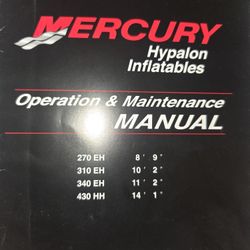 MERCURY
Hypalon
Inflatables
Operation & Maintenance
MANUAL
270 EH 8 ' 9 "
310 EH 10 ' 2 "
340 EH 11 ' 2 "
430 HH 14 ' 1 "